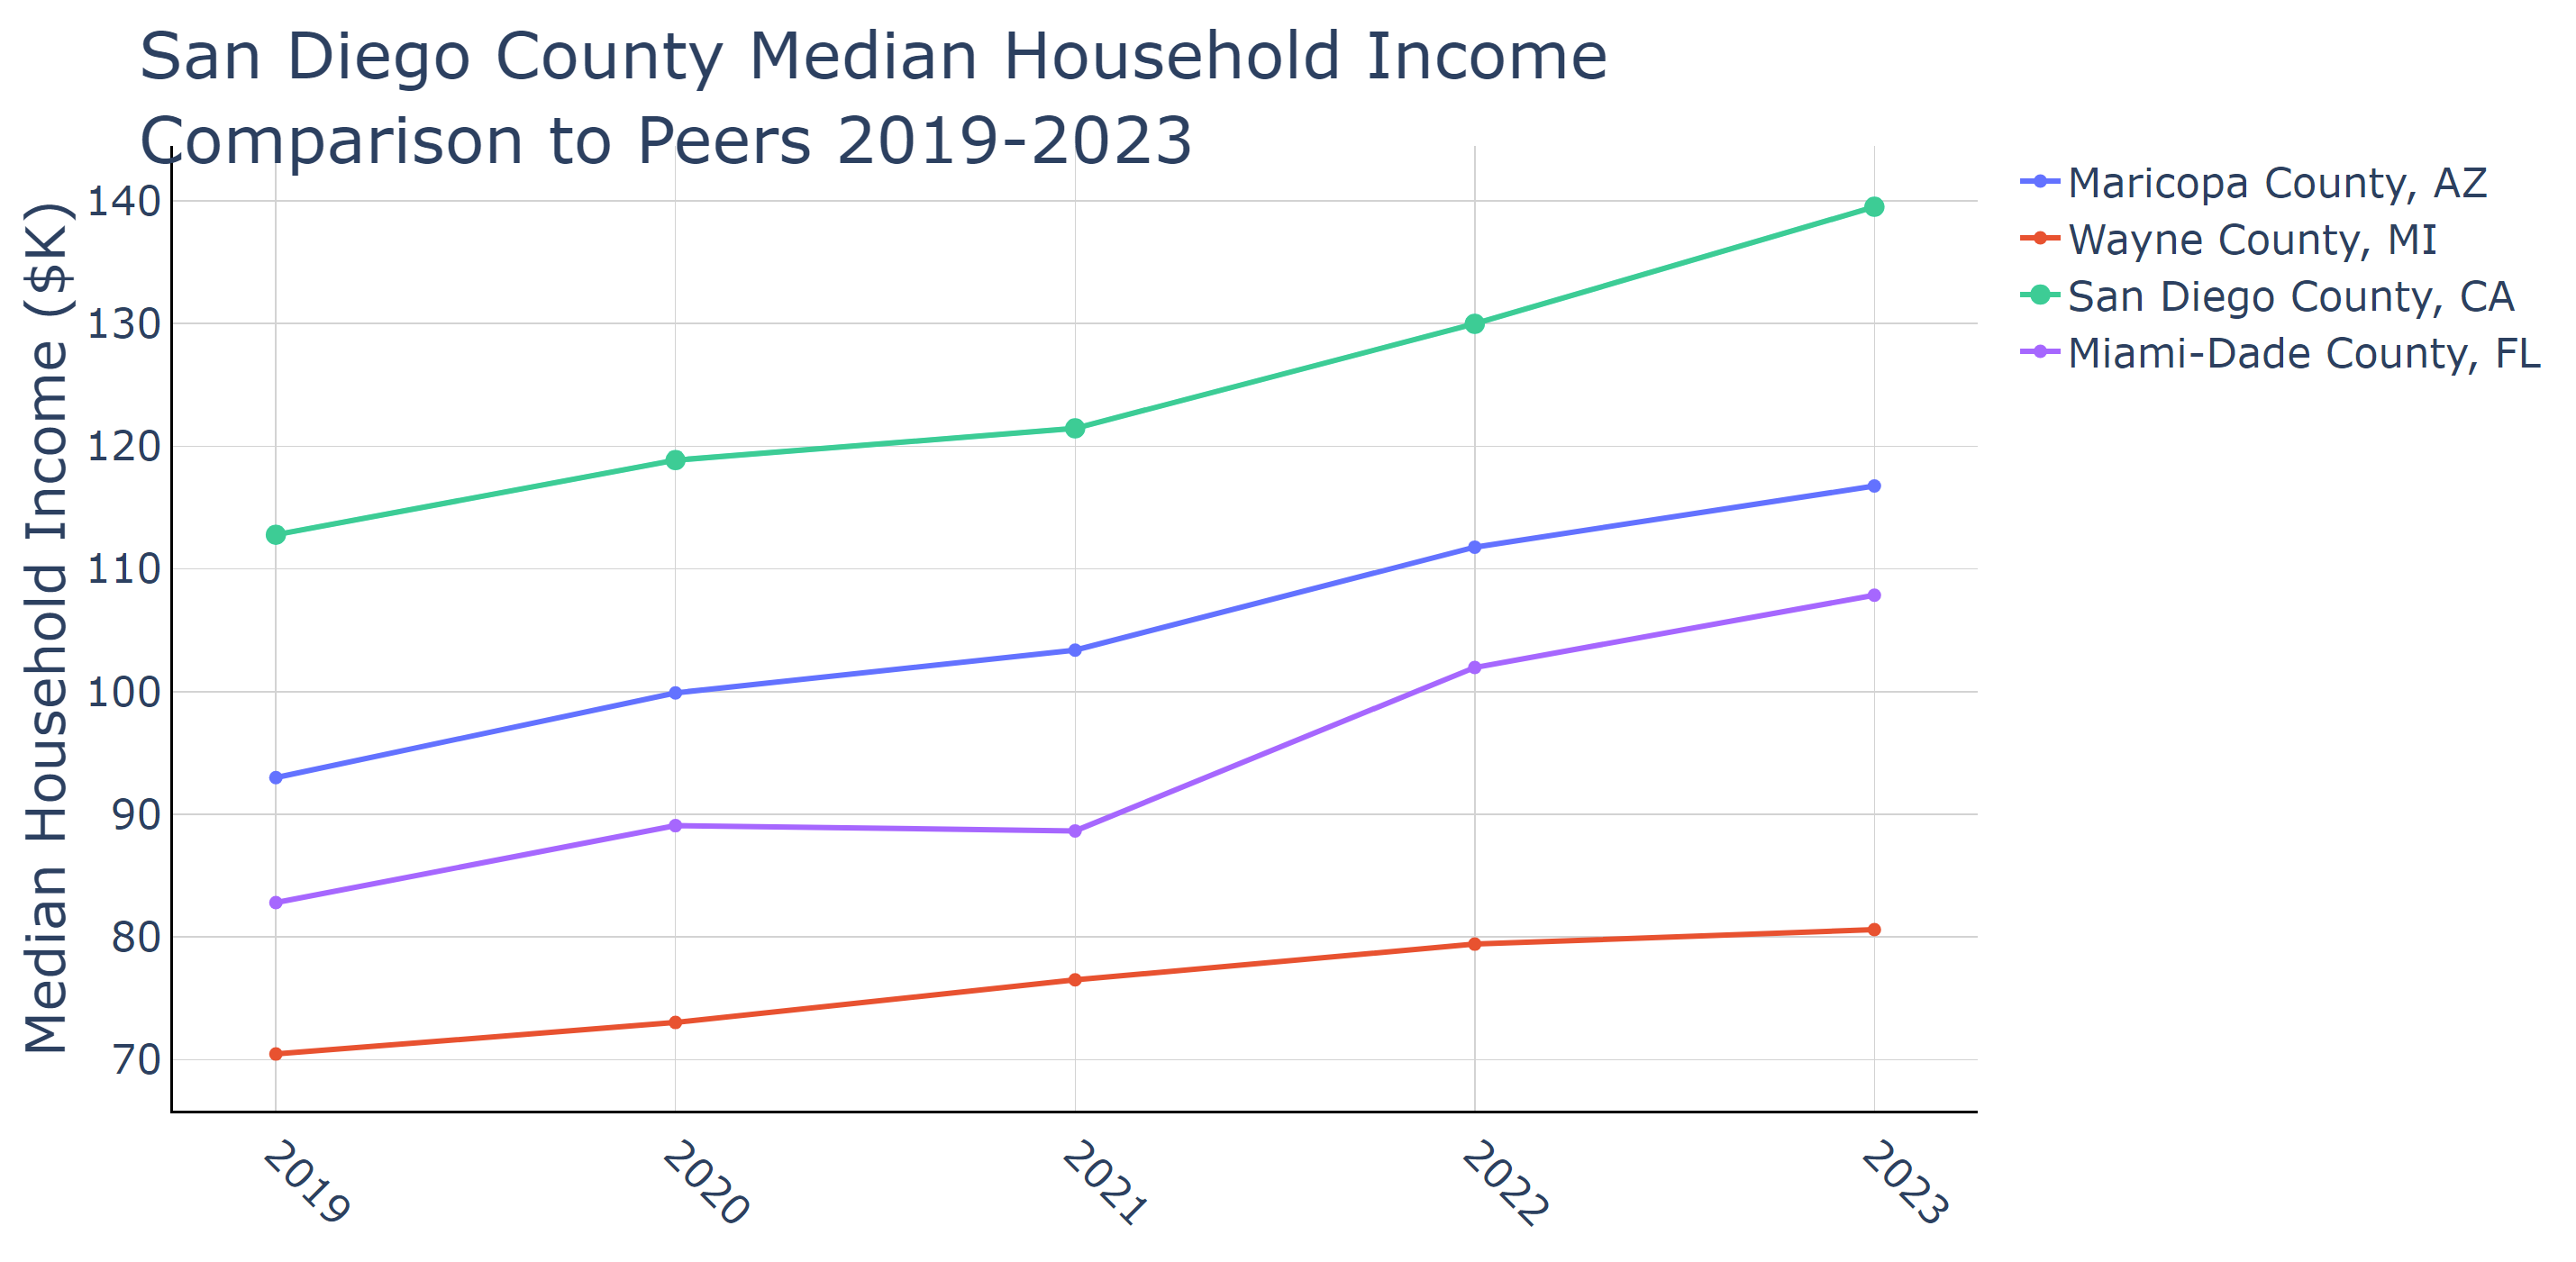 San Diego County Median Household Income
Comparison to Peers 2019-2023
Median Household Income ($K)
140
130
120
110
100
90
80
70
2019
2020
2021
2022
2023
Maricopa County, AZ
Wayne County, MI
San Diego County, CA
Miami-Dade County, FL